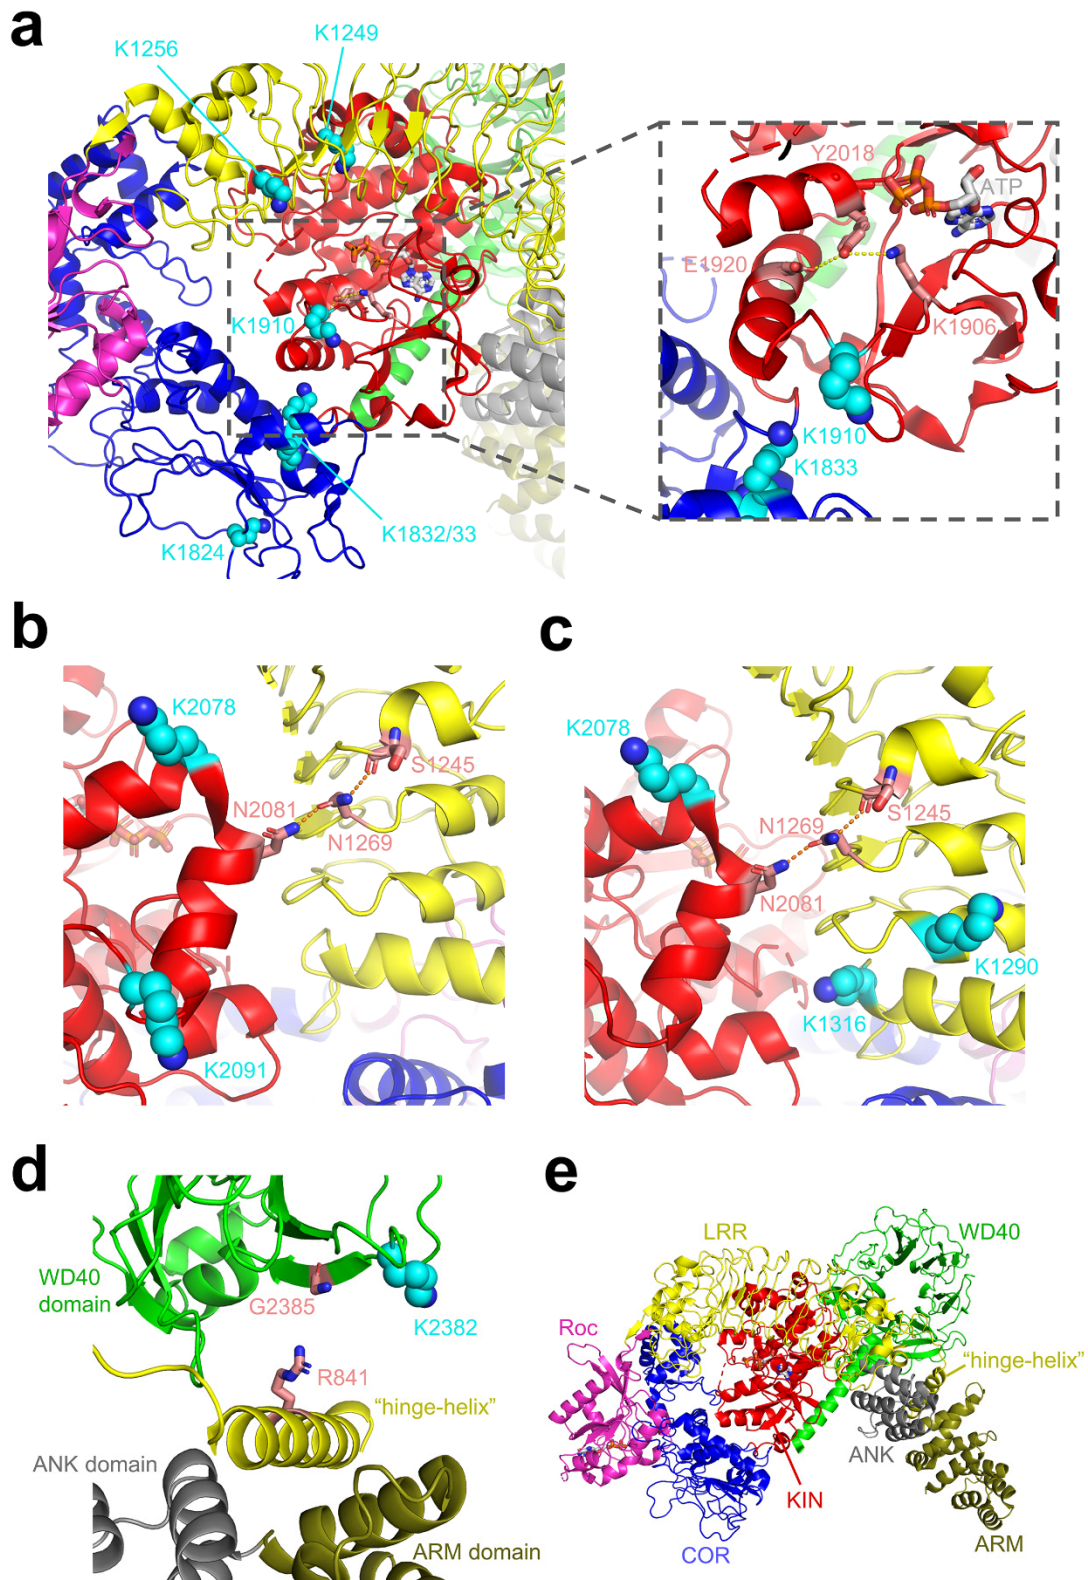 a
K1256
K1249
K1910
K1824
K1832/33
Y2018
ATP
E1920
K1906
K1910
K1833
b
K2078
S1245
N2081
N1269
K2091
c
K2078
S1245
N1269
N2081
K1290
K1316
d
WD40
domain
G2385
K2382
R841
“hinge-helix”
ANK domain
ARM domain
e
LRR
WD40
Roc
“hinge-helix”
ANK
KIN
COR
ARM